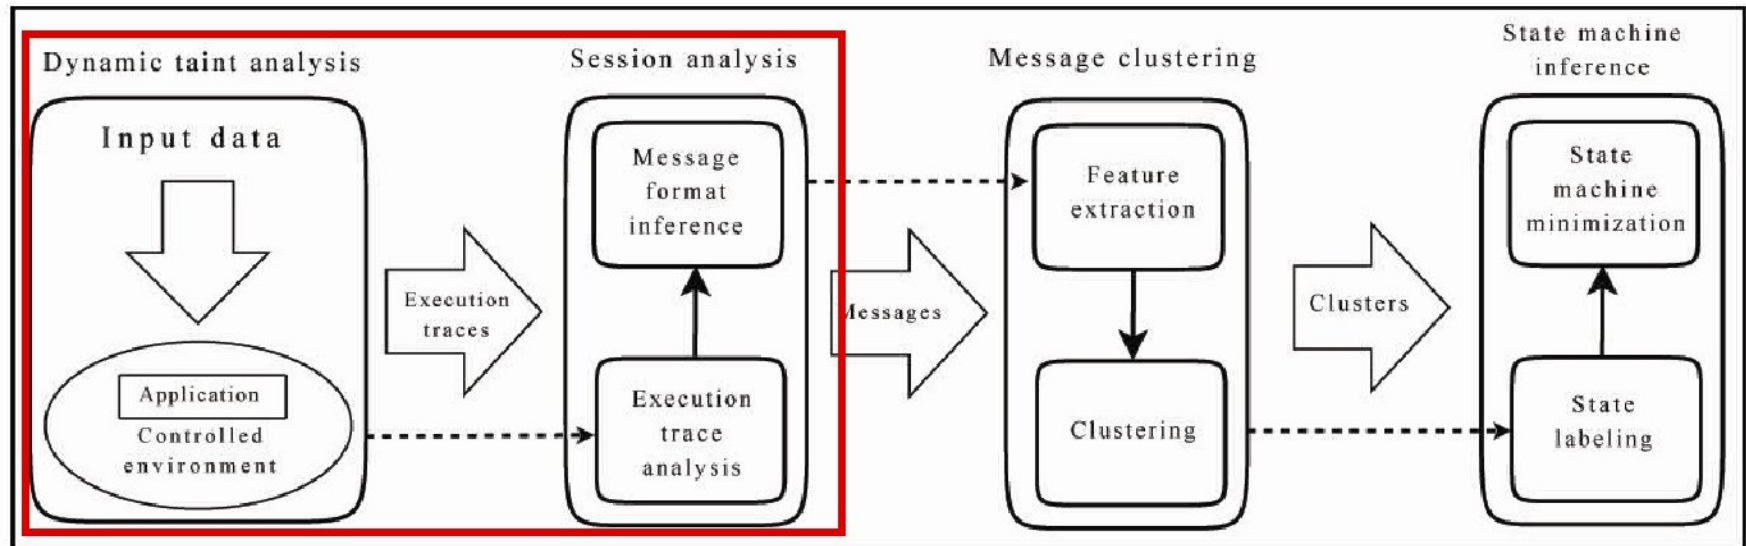 Dynamic taint analysis
Input data
Application
Controlled
environment
Execution
traces
Session analysis
Message
format
inference
Execution
trace
analysis
Messages
Message clustering
Feature
extraction
Clustering
Clusters
State machine
inference
State
machine
minimization
State
labeling